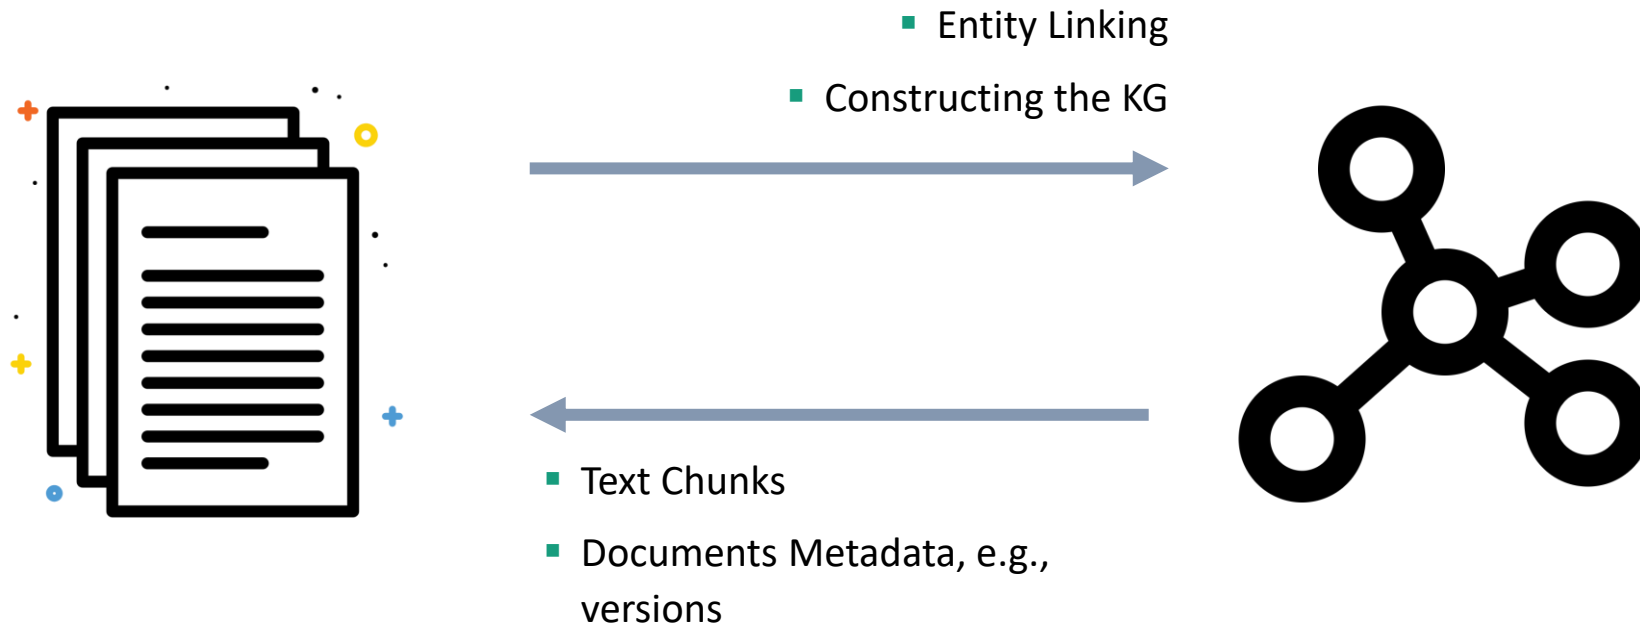 ▪ Entity Linking
▪ Constructing the KG
▪ Text Chunks
▪ Documents Metadata, e.g.,
versions